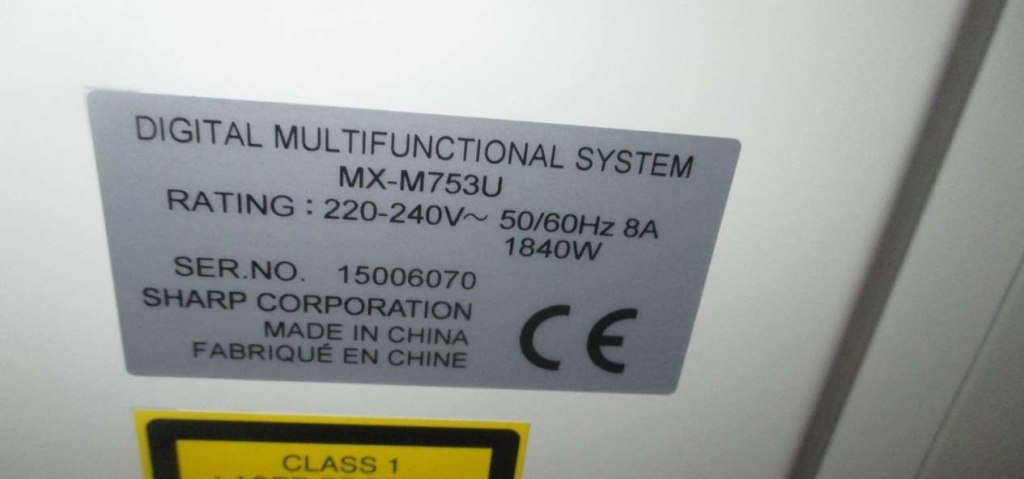 DIGITAL MULTIFUNCTIONAL SYSTEM
MX-M753U
RATING : 220-240V~ 50/60Hz 8A
1840W
SER.NO. 15006070
SHARP CORPORATION
MADE IN CHINA
FABRIQUÉ EN CHINE
CE
CLASS 1
LASER